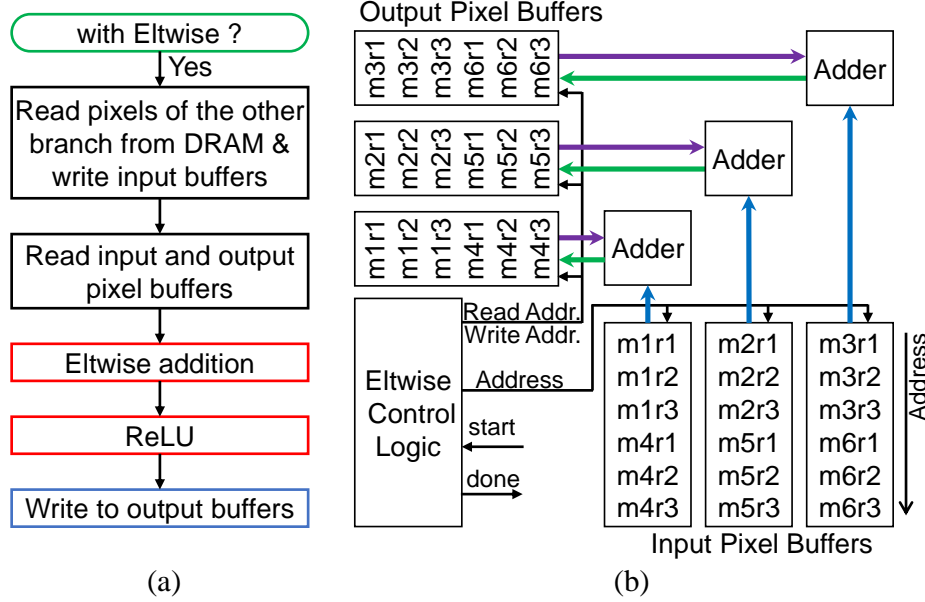 with Eltwise ?
Yes
Read pixels of the other
branch from DRAM &
write input buffers
Read input and output
pixel buffers
Eltwise addition
ReLU
Write to output buffers
(a)
Output Pixel Buffers
m3r1
m3r2
m3r3
m6r1
m6r2
m6r3
Adder
m2r1
m2r2
m2r3
m5r1
m5r2
m5r3
Adder
m1r1
m1r2
m1r3
m4r1
m4r2
m4r3
Adder
Read Addr.
Write Addr.
Eltwise
Control
Logic
Address
start
done
m1r1
m1r2
m1r3
m4r1
m4r2
m4r3
m2r1
m2r2
m2r3
m5r1
m5r2
m5r3
m3r1
m3r2
m3r3
m6r1
m6r2
m6r3
Address
Input Pixel Buffers
(b)